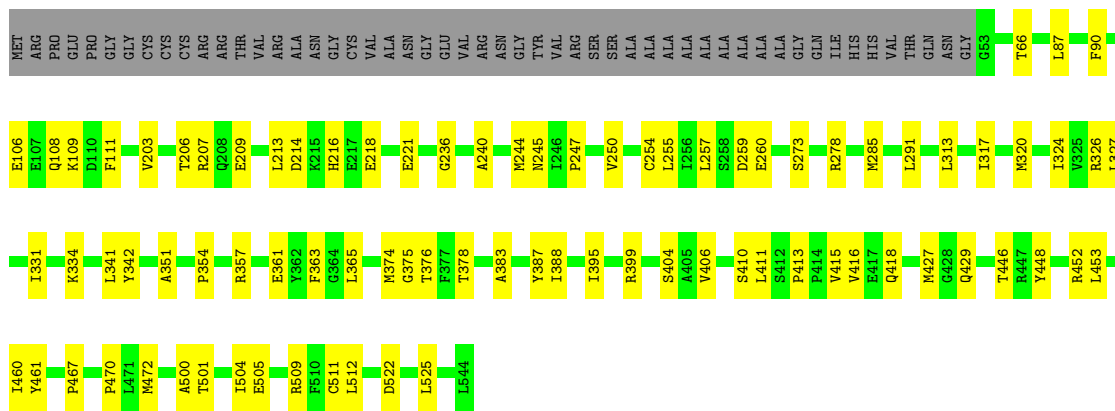 MET ARG PRO GLU PRO GLY GLY CYS CYS CYS ARG ARG THR VAL ARG ALA ASN GLY CYS VAL ALA ASN GLY GLU VAL ARG ASN GLY TYR VAL ARG SER SER ALA ALA ALA ALA ALA ALA ALA ALA ALA GLY GLN ILE HIS HIS VAL THR GLN ASN GLY G53 T66 L87 F90
E106 E107 Q108 K109 D110 F111 V203 T206 R207 Q208 E209 L213 D214 K215 H216 E217 E218 E221 G236 A240 M244 N245 I246 P247 V250 C254 L255 I256 L257 S258 D259 E260 S273 R278 M285 L291 L313 I317 M320 I324 V325 R326 L327
I331 K334 L341 Y342 A351 P354 R357 E361 Y362 F363 G364 L365 M374 G375 T376 F377 T378 A383 Y387 I388 I395 R399 S404 A405 V406 S410 L411 S412 P413 P414 V415 V416 E417 Q418 M427 G428 Q429 T446 R447 Y448 R452 L453
I460 Y461 P467 P470 L471 M472 A500 T501 I504 E505 R509 F510 C511 L512 D522 L525 L544